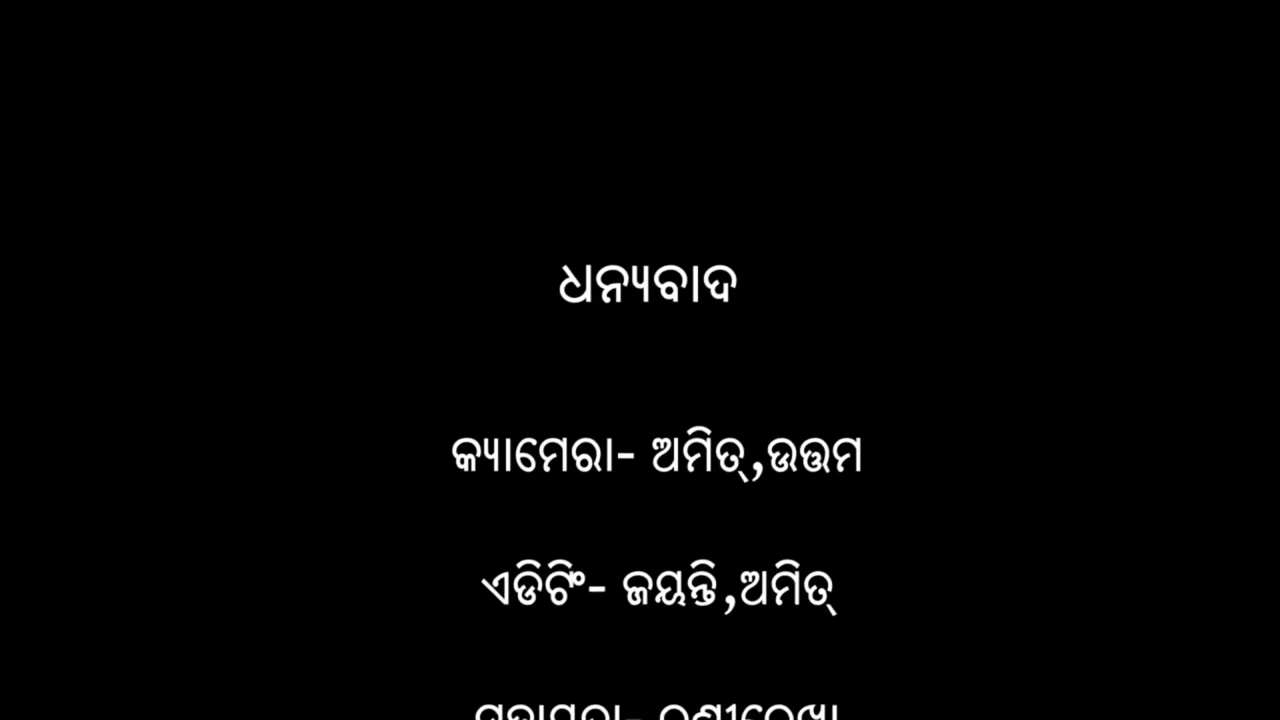 ଧନ୍ୟବାଦ
କ୍ୟାମେରା- ଅମିତ୍,ଉତ୍ତମ
ଏଡିଟିଂ- ଜୟନ୍ତି,ଅମିତ୍